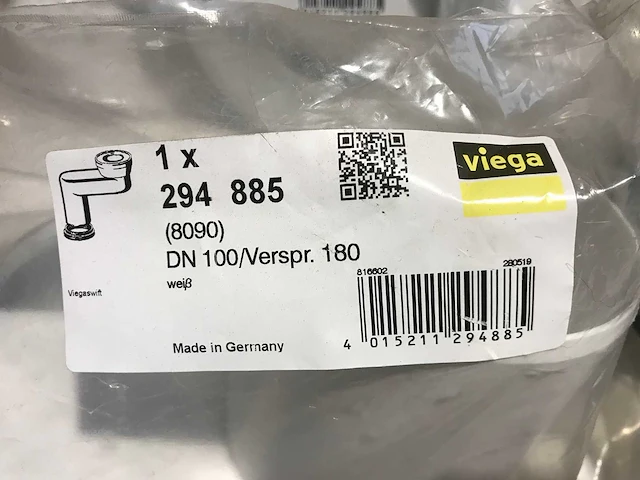 1 x
294 885
(8090)
DN 100/Verspr. 180
weiß
Viegaswift
Made in Germany
viega
816602
280519
4 015211 294885